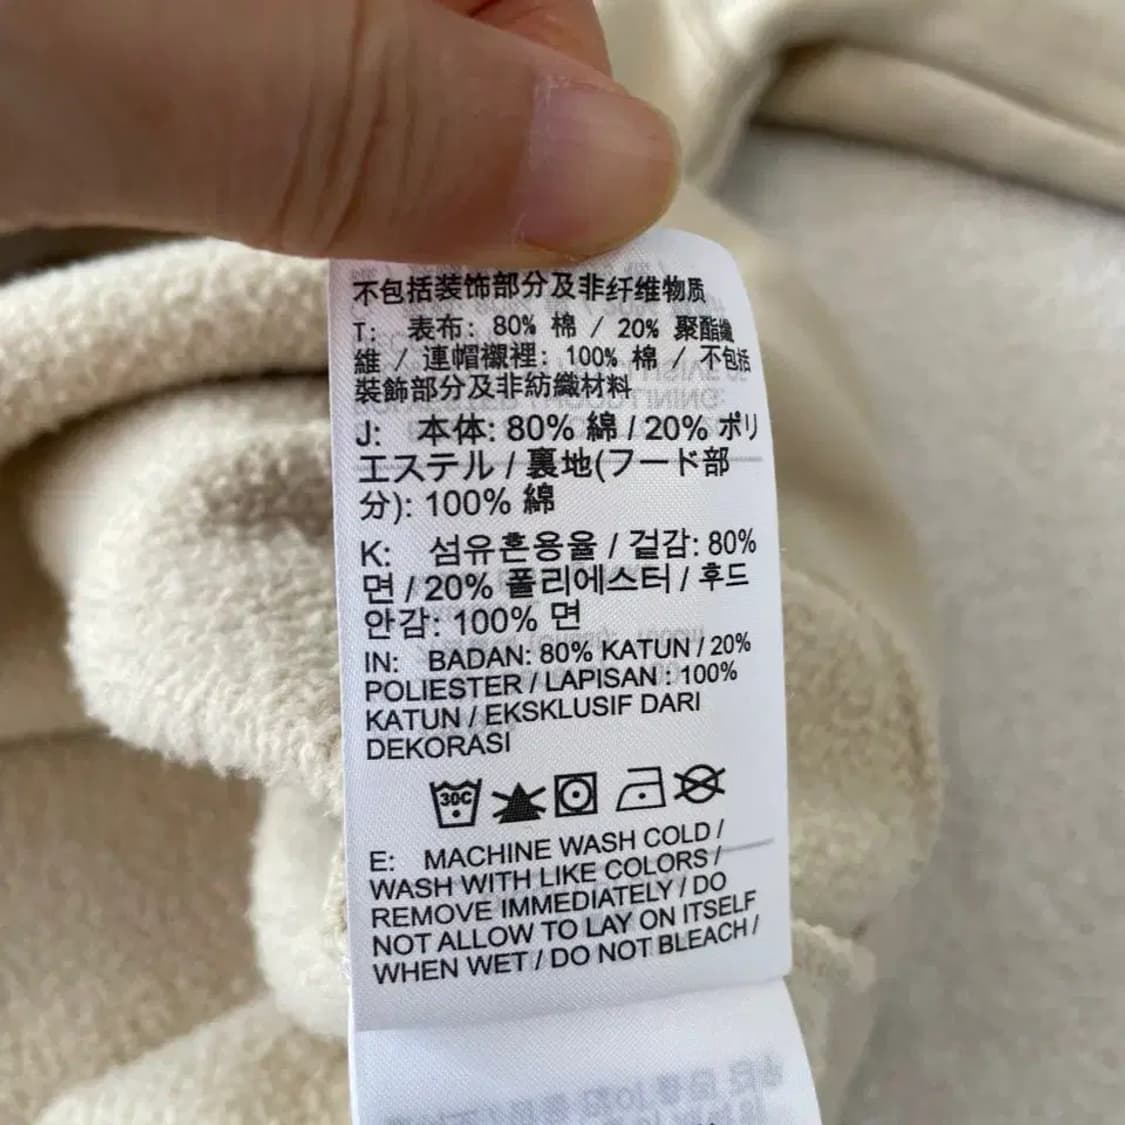 不包括装饰部分及非纤维物质
T: 表布: 80% 棉 / 20% 聚酯纖
維 / 連帽襯裡: 100% 棉 / 不包括
裝飾部分及非紡織材料
J: 本体: 80% 綿 / 20% ポリ
エステル / 裏地(フード部
分): 100% 綿
K: 섬유혼용율 / 겉감: 80%
면 / 20% 폴리에스터 / 후드
안감: 100% 면
IN: BADAN: 80% KATUN / 20%
POLIESTER / LAPISAN : 100%
KATUN / EKSKLUSIF DARI
DEKORASI
30C
E: MACHINE WASH COLD /
WASH WITH LIKE COLORS /
REMOVE IMMEDIATELY / DO
NOT ALLOW TO LAY ON ITSELF
WHEN WET / DO NOT BLEACH /